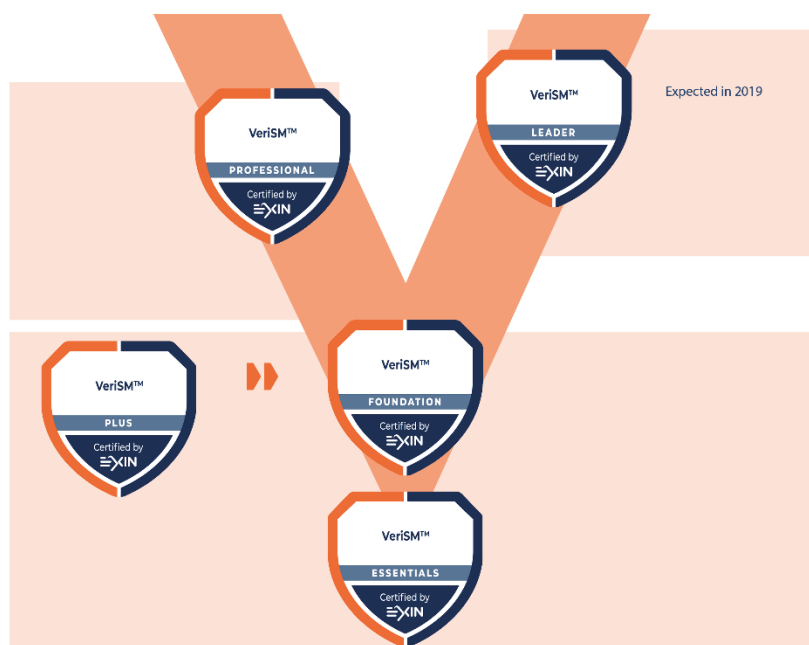 VeriSM™
PROFESSIONAL
Certified by
EXIN
VeriSM™
LEADER
Certified by
EXIN
Expected in 2019
VeriSM™
PLUS
Certified by
EXIN
VeriSM™
FOUNDATION
Certified by
EXIN
VeriSM™
ESSENTIALS
Certified by
EXIN